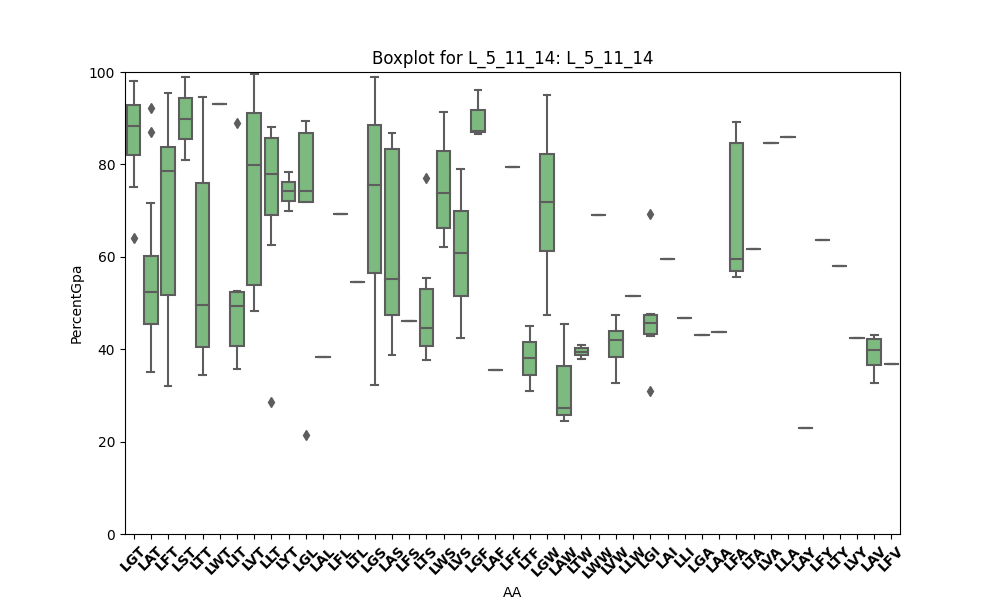 Boxplot for L_5_11_14: L_5_11_14
PercentGpa
100
80
60
40
20
0
LGT
LAT
LFT
LST
LTT
LWT
LIT
LVT
LLT
LYT
LGL
LAL
LFL
LTL
LGS
LAS
LFS
LTS
LWS
LVS
LGF
LAF
LFF
LTF
LGW
LAW
LTW
LWW
LVW
LLW
LGI
LAI
LLI
LGA
LAA
LFA
LTA
LVA
LLA
LAY
LFY
LTY
LVY
LAV
LFV
AA